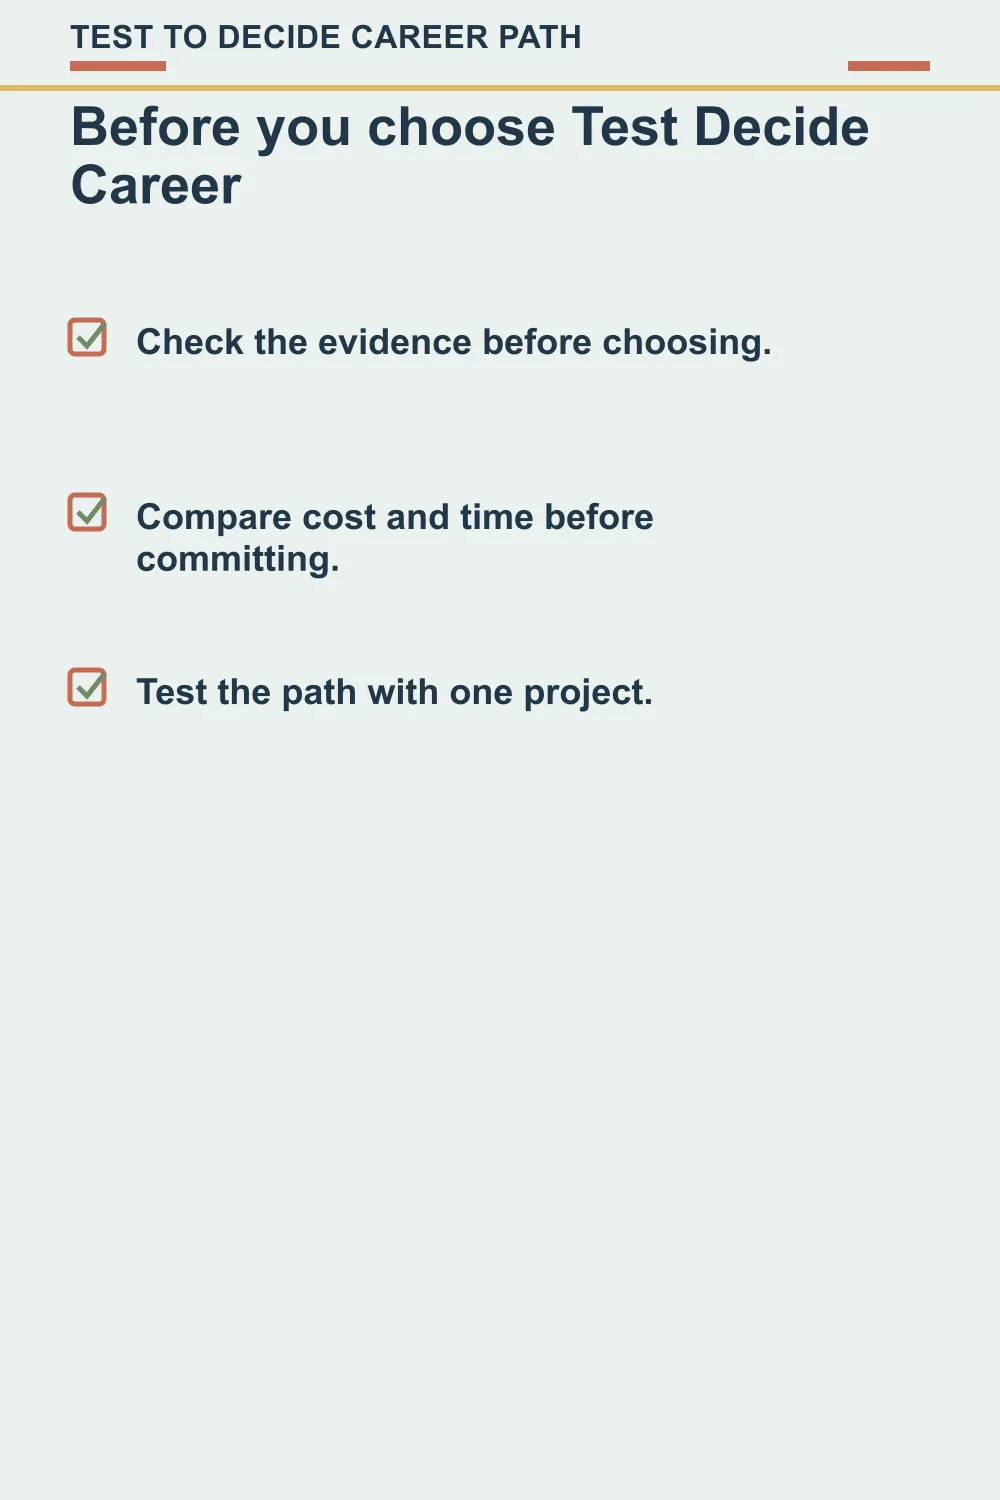 TEST TO DECIDE CAREER PATH
Before you choose Test Decide
Career
Check the evidence before choosing.
Compare cost and time before
committing.
Test the path with one project.